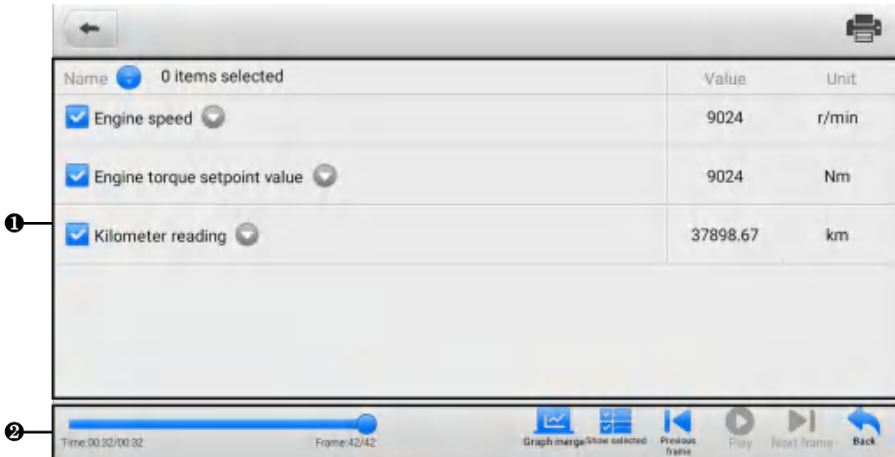 Name 0 items selected Value Unit
Engine speed 9024 r/min
Engine torque setpoint value 9024 Nm
❶
Kilometer reading 37898.67 km
❷
Time:00:32/00:32 Frame:42/42 Graph merge Show selected Previous frame Play Next frame Back